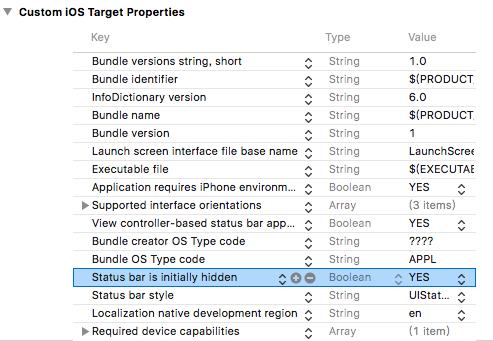 Custom iOS Target Properties
Key Type Value
Bundle versions string, short String 1.0
Bundle identifier String $(PRODUCT_
InfoDictionary version String 6.0
Bundle name String $(PRODUCT_
Bundle version String 1
Launch screen interface file base name String LaunchScree
Executable file String $(EXECUTAB
Application requires iPhone environm... Boolean YES
Supported interface orientations Array (3 items)
View controller-based status bar app... Boolean YES
Bundle creator OS Type code String ????
Bundle OS Type code String APPL
Status bar is initially hidden Boolean YES
Status bar style String UIStat...
Localization native development region String en
Required device capabilities Array (1 item)